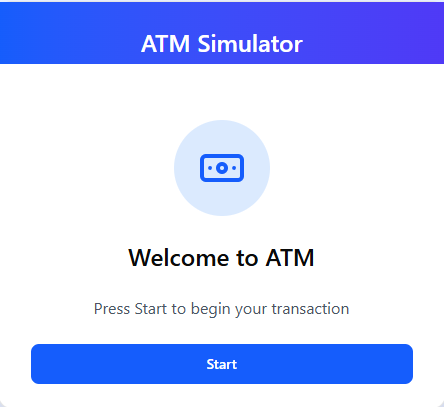 ATM Simulator
Welcome to ATM
Press Start to begin your transaction
Start